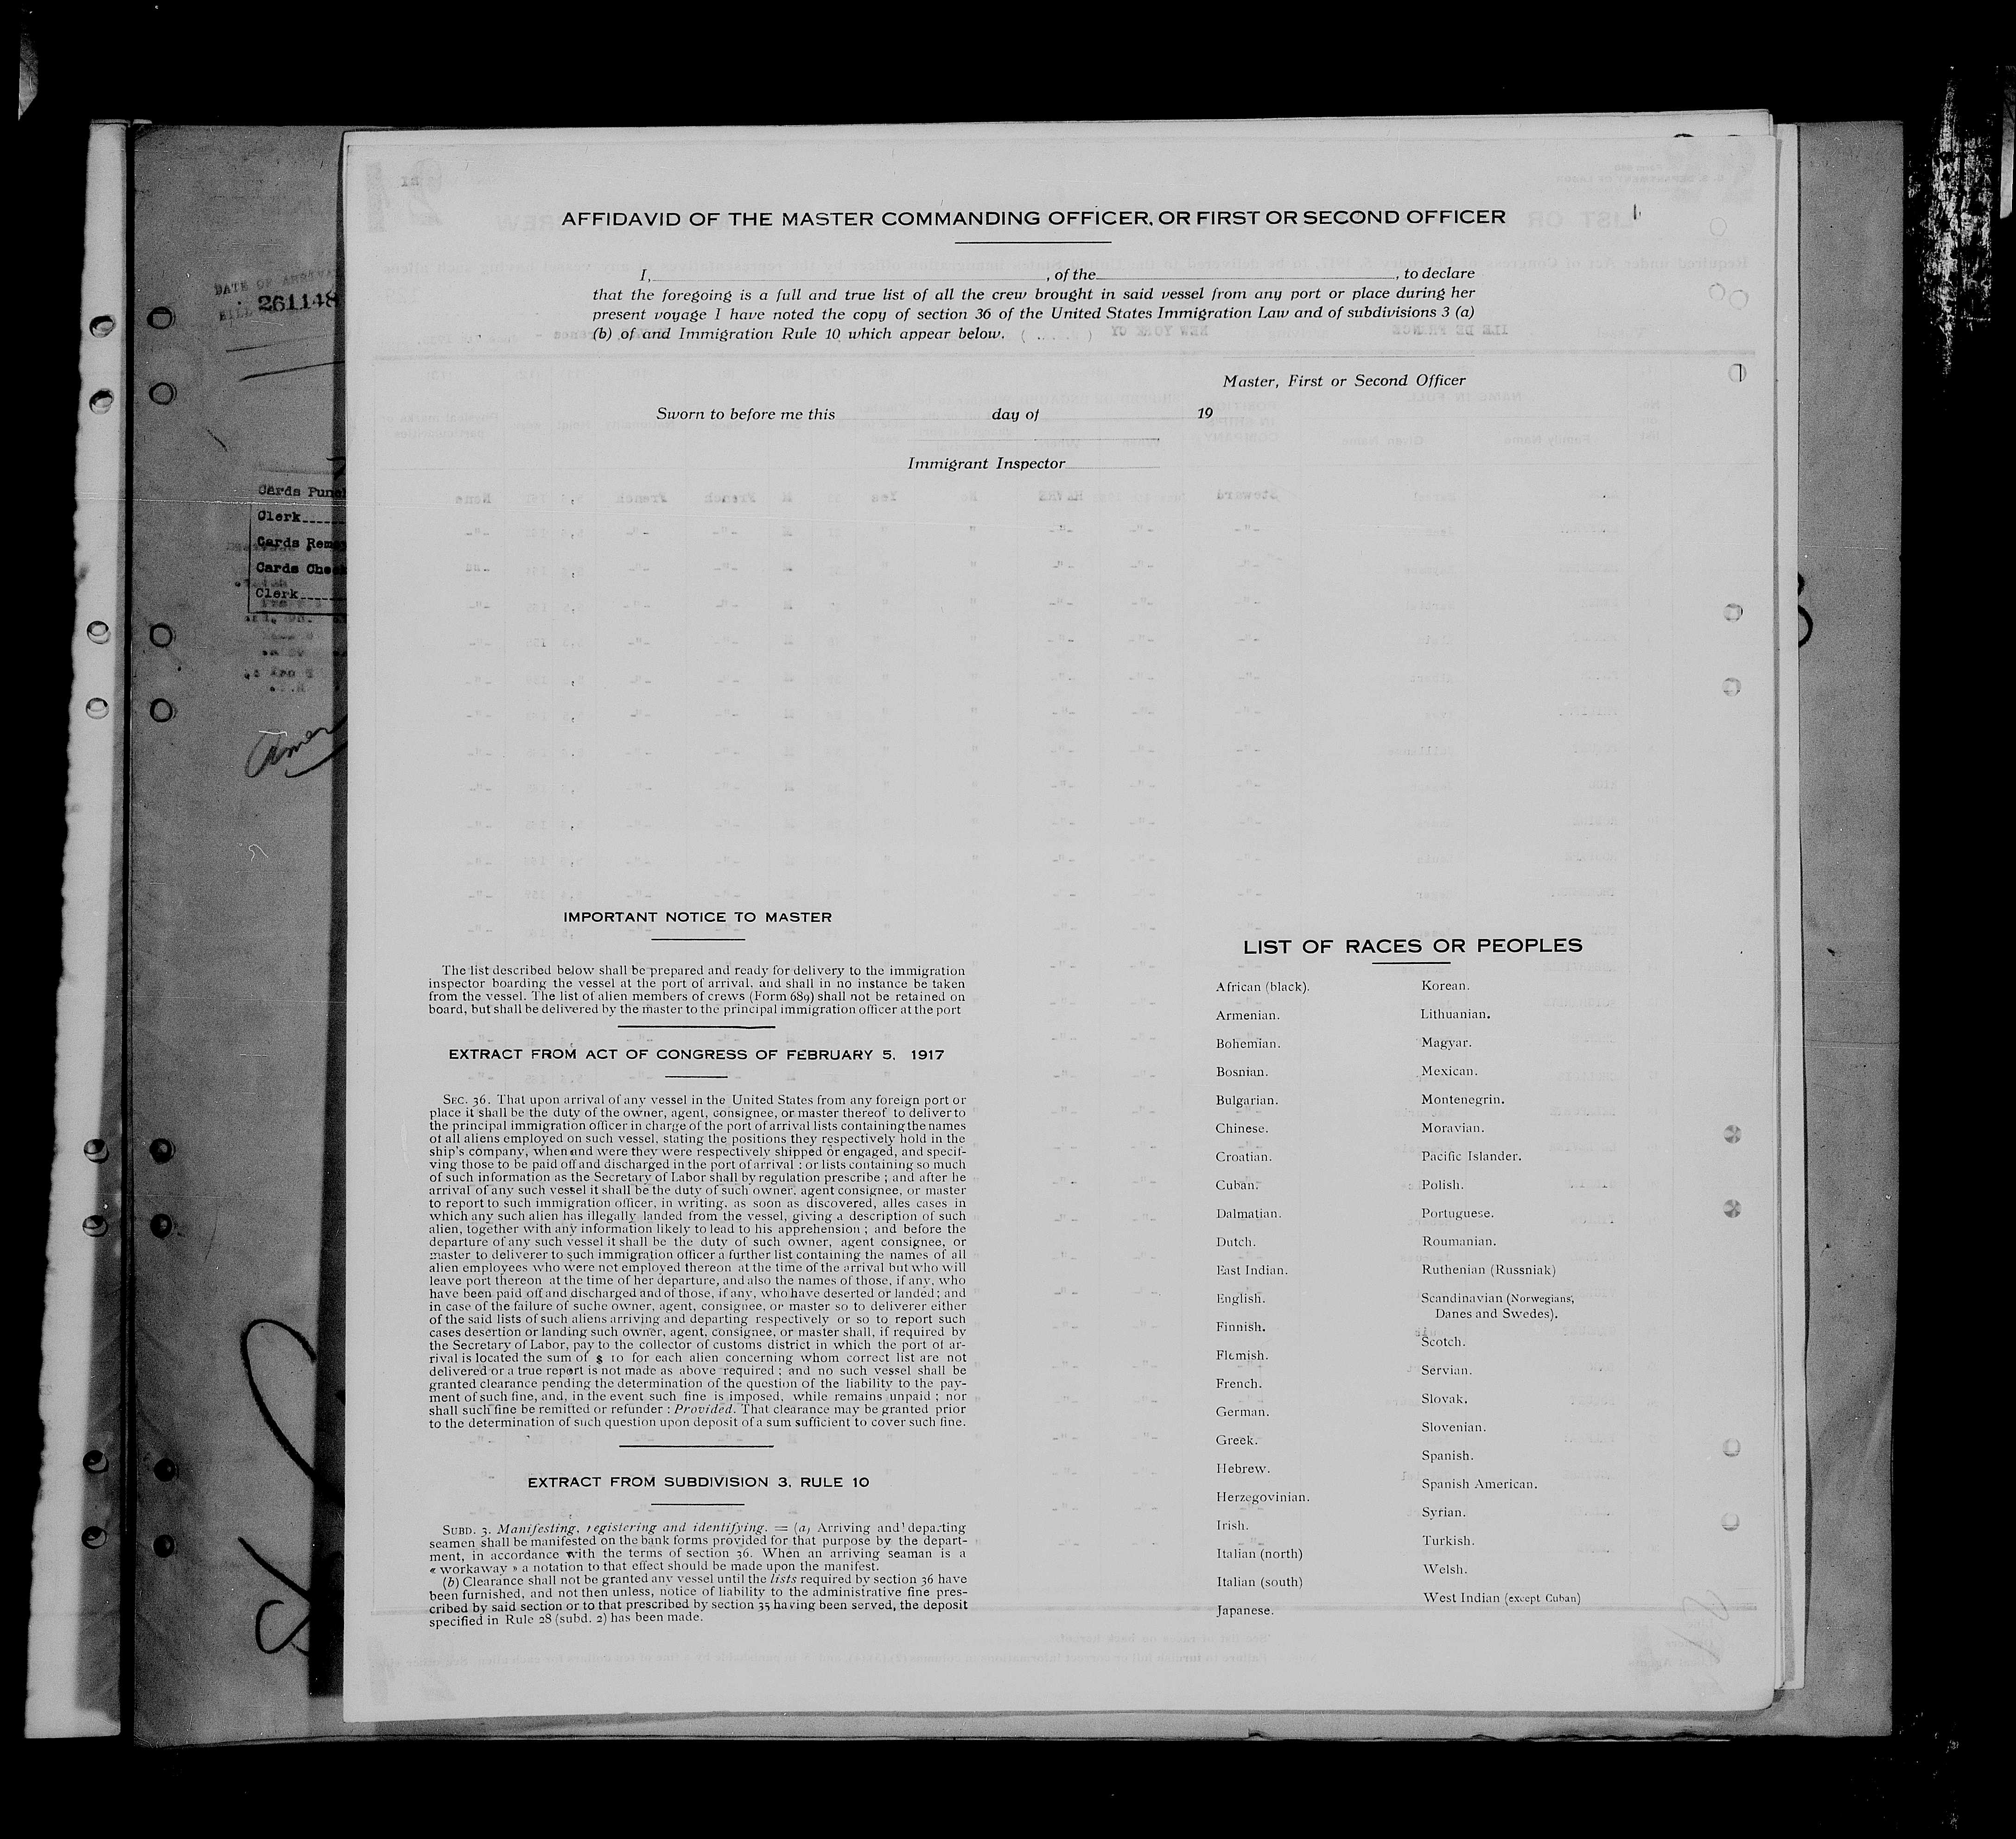 AFFIDAVID OF THE MASTER COMMANDING OFFICER, OR FIRST OR SECOND OFFICER
I, , of the , to declare
that the foregoing is a full and true list of all the crew brought in said vessel from any port or place during her
present voyage I have noted the copy of section 36 of the United States Immigration Law and of subdivisions 3 (a)
(b) of and Immigration Rule 10 which appear below.
Master, First or Second Officer
Sworn to before me this day of 19
Immigrant Inspector
DATE OF ARRIVAL
261148
Cards Punc
Clerk
Cards Remo
Cards Chec
Clerk
IMPORTANT NOTICE TO MASTER
The list described below shall be prepared and ready for delivery to the immigration
inspector boarding the vessel at the port of arrival, and shall in no instance be taken
from the vessel. The list of alien members of crews (Form 689) shall not be retained on
board, but shall be delivered by the master to the principal immigration officer at the port
EXTRACT FROM ACT OF CONGRESS OF FEBRUARY 5, 1917
SEC. 36. That upon arrival of any vessel in the United States from any foreign port or
place it shall be the duty of the owner, agent, consignee, or master thereof to deliver to
the principal immigration officer in charge of the port of arrival lists containing the names
of all aliens employed on such vessel, stating the positions they respectively hold in the
ship's company, when and were they were respectively shipped or engaged, and specif-
ving those to be paid off and discharged in the port of arrival : or lists containing so much
of such information as the Secretary of Labor shall by regulation prescribe ; and after he
arrival of any such vessel it shall be the duty of such owner, agent consignee, or master
to report to such immigration officer, in writing, as soon as discovered, alles cases in
which any such alien has illegally landed from the vessel, giving a description of such
alien, together with any information likely to lead to his apprehension ; and before the
departure of any such vessel it shall be the duty of such owner, agent consignee, or
master to deliverer to such immigration officer a further list containing the names of all
alien employees who were not employed thereon at the time of the arrival but who will
leave port thereon at the time of her departure, and also the names of those, if any, who
have been paid off and discharged and of those, if any, who have deserted or landed ; and
in case of the failure of suche owner, agent, consignee, or master so to deliverer either
of the said lists of such aliens arriving and departing respectively or so to report such
cases desertion or landing such owner, agent, consignee, or master shall, if required by
the Secretary of Labor, pay to the collector of customs district in which the port of ar-
rival is located the sum of $ 10 for each alien concerning whom correct list are not
delivered or a true report is not made as above required ; and no such vessel shall be
granted clearance pending the determination of the question of the liability to the pay-
ment of such fine, and, in the event such fine is imposed, while remains unpaid ; nor
shall such fine be remitted or refunder : Provided. That clearance may be granted prior
to the determination of such question upon deposit of a sum sufficient to cover such fine.
EXTRACT FROM SUBDIVISION 3, RULE 10
SUBD. 3. Manifesting, registering and identifying. = (a) Arriving and departing
seamen shall be manifested on the bank forms provided for that purpose by the depart-
ment, in accordance with the terms of section 36. When an arriving seaman is a
« workaway » a notation to that effect should be made upon the manifest.
(b) Clearance shall not be granted any vessel until the lists required by section 36 have
been furnished, and not then unless, notice of liability to the administrative fine pres-
cribed by said section or to that prescribed by section 35 having been served, the deposit
specified in Rule 28 (subd. 2) has been made.
LIST OF RACES OR PEOPLES
African (black).
Armenian.
Bohemian.
Bosnian.
Bulgarian.
Chinese.
Croatian.
Cuban.
Dalmatian.
Dutch.
East Indian.
English.
Finnish.
Flemish.
French.
German.
Greek.
Hebrew.
Herzegovinian.
Irish.
Italian (north)
Italian (south)
Japanese.
Korean.
Lithuanian.
Magyar.
Mexican.
Montenegrin.
Moravian.
Pacific Islander.
Polish.
Portuguese.
Roumanian.
Ruthenian (Russniak)
Scandinavian (Norwegians,
Danes and Swedes).
Scotch.
Servian.
Slovak.
Slovenian.
Spanish.
Spanish American.
Syrian.
Turkish.
Welsh.
West Indian (except Cuban)